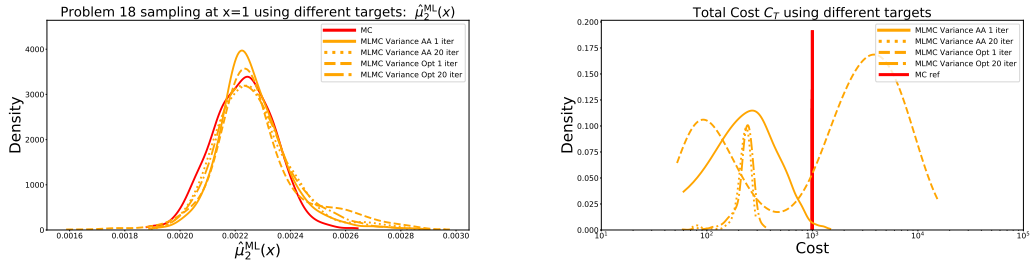 Problem 18 sampling at x=1 using different targets: μ̂₂ᴹᴸ(x)
Density
4000
3000
2000
1000
0
0.0016 0.0018 0.0020 0.0022 0.0024 0.0026 0.0028 0.0030
μ̂₂ᴹᴸ(x)
MC
MLMC Variance AA 1 iter
MLMC Variance AA 20 iter
MLMC Variance Opt 1 iter
MLMC Variance Opt 20 iter
Total Cost C_T using different targets
Density
0.200
0.175
0.150
0.125
0.100
0.075
0.050
0.025
0.000
10¹ 10² 10³ 10⁴ 10⁵
Cost
MLMC Variance AA 1 iter
MLMC Variance AA 20 iter
MLMC Variance Opt 1 iter
MLMC Variance Opt 20 iter
MC ref